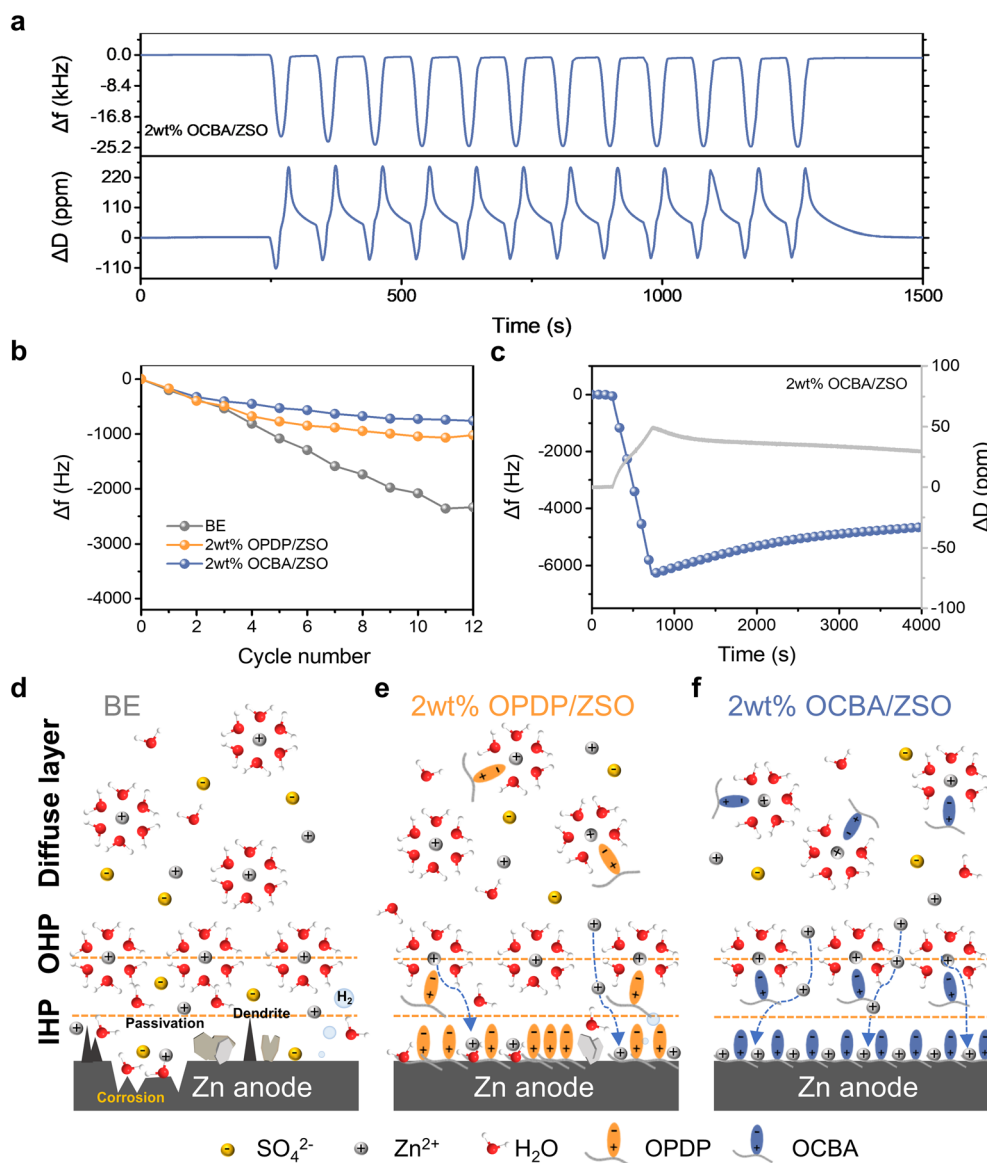 a
Δf (kHz)
0.0
-8.4
-16.8
-25.2
2wt% OCBA/ZSO
ΔD (ppm)
220
110
0
-110
0
500
1000
1500
Time (s)
b
Δf (Hz)
0
-1000
-2000
-3000
-4000
BE
2wt% OPDP/ZSO
2wt% OCBA/ZSO
0
2
4
6
8
10
12
Cycle number
c
2wt% OCBA/ZSO
Δf (Hz)
0
-2000
-4000
-6000
100
50
0
-50
-100
ΔD (ppm)
0
1000
2000
3000
4000
Time (s)
d
BE
e
2wt% OPDP/ZSO
f
2wt% OCBA/ZSO
Diffuse layer
OHP
IHP
H₂
Passivation
Dendrite
Corrosion
Zn anode
Zn anode
Zn anode
SO₄²⁻
Zn²⁺
H₂O
OPDP
OCBA